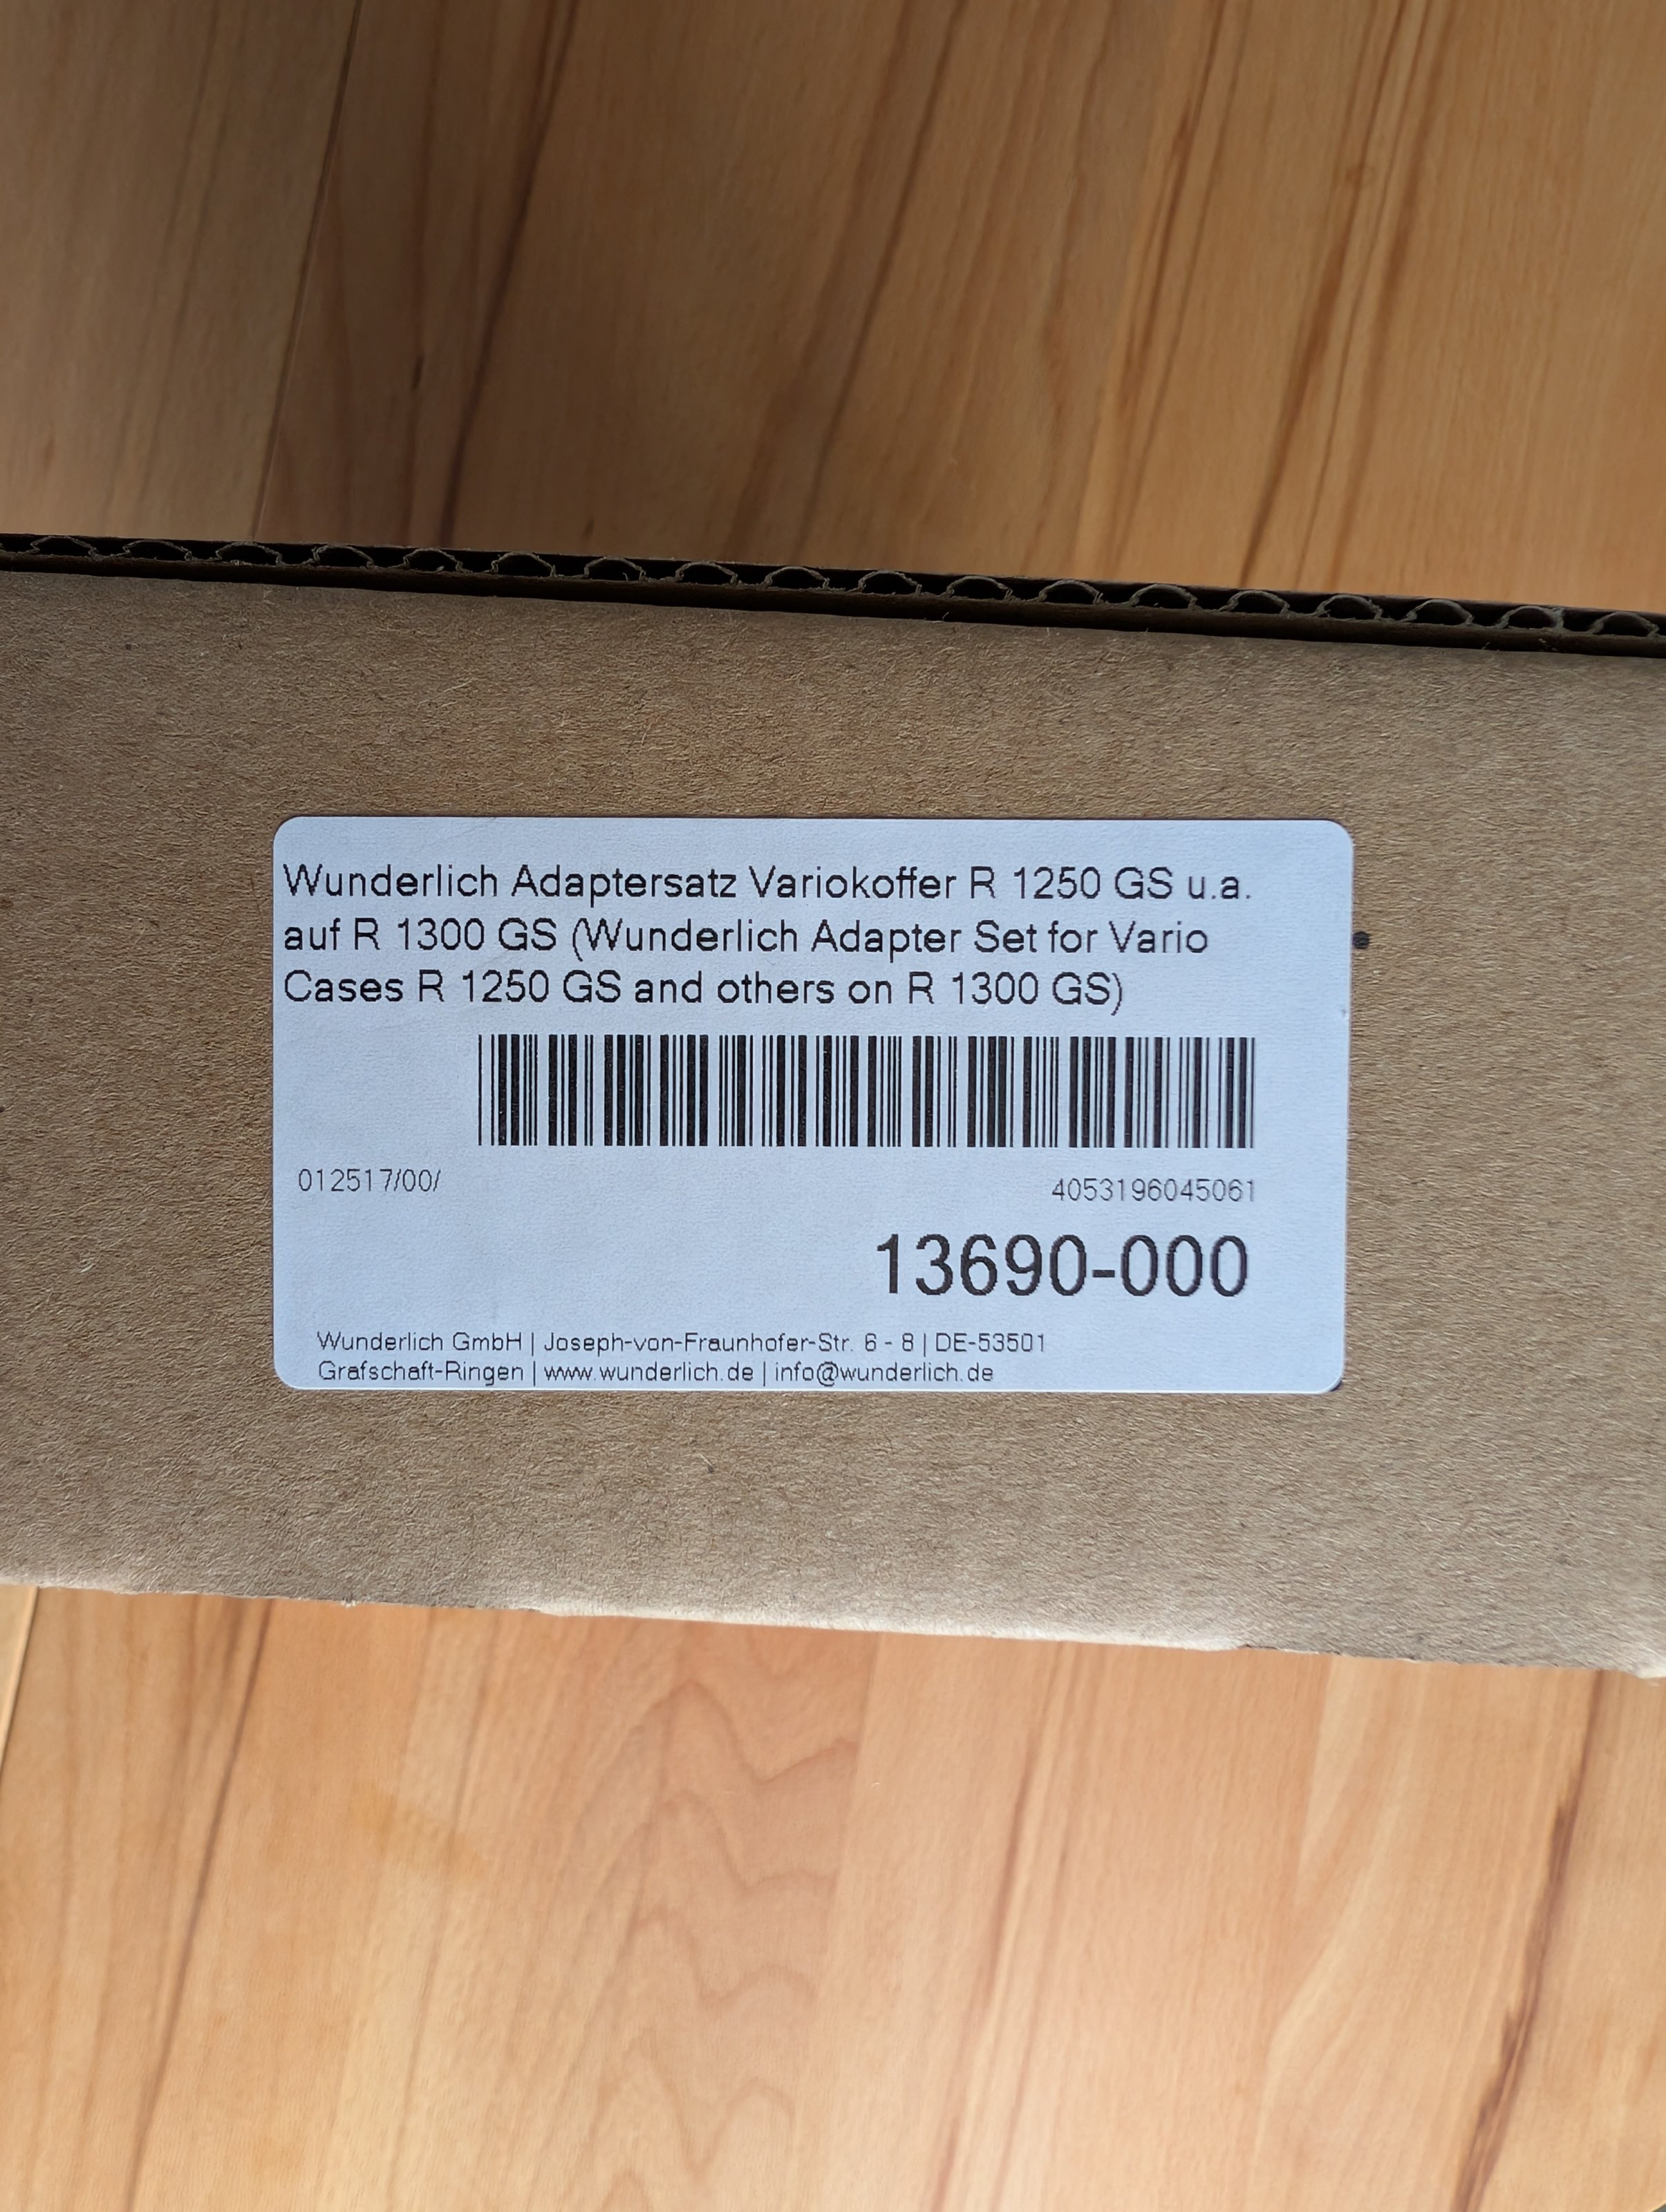 Wunderlich Adaptersatz Variokoffer R 1250 GS u.a.
auf R 1300 GS (Wunderlich Adapter Set for Vario
Cases R 1250 GS and others on R 1300 GS)
012517/00/
4053196045061
13690-000
Wunderlich GmbH | Joseph-von-Fraunhofer-Str. 6 - 8 | DE-53501
Grafschaft-Ringen | www.wunderlich.de | info@wunderlich.de